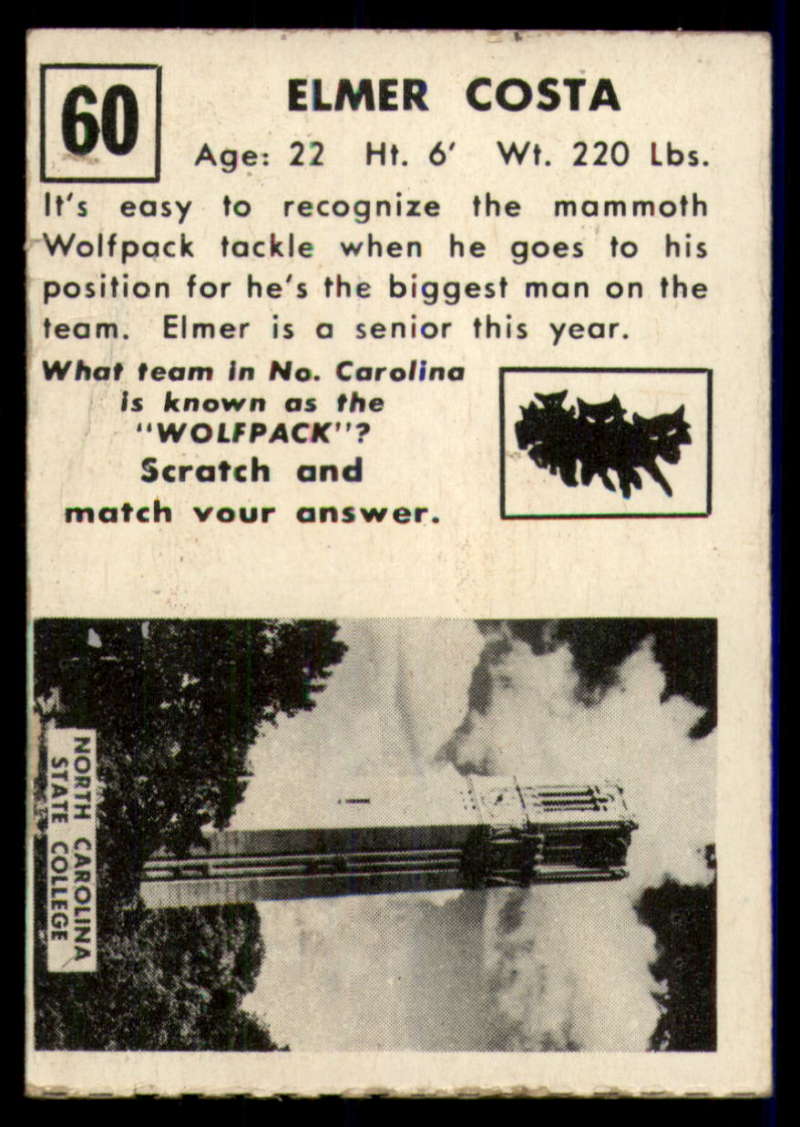 60
ELMER COSTA
Age: 22 Ht. 6' Wt. 220 Lbs.
It's easy to recognize the mammoth
Wolfpack tackle when he goes to his
position for he's the biggest man on the
team. Elmer is a senior this year.
What team in No. Carolina
is known as the
"WOLFPACK"?
Scratch and
match your answer.
NORTH CAROLINA
STATE COLLEGE